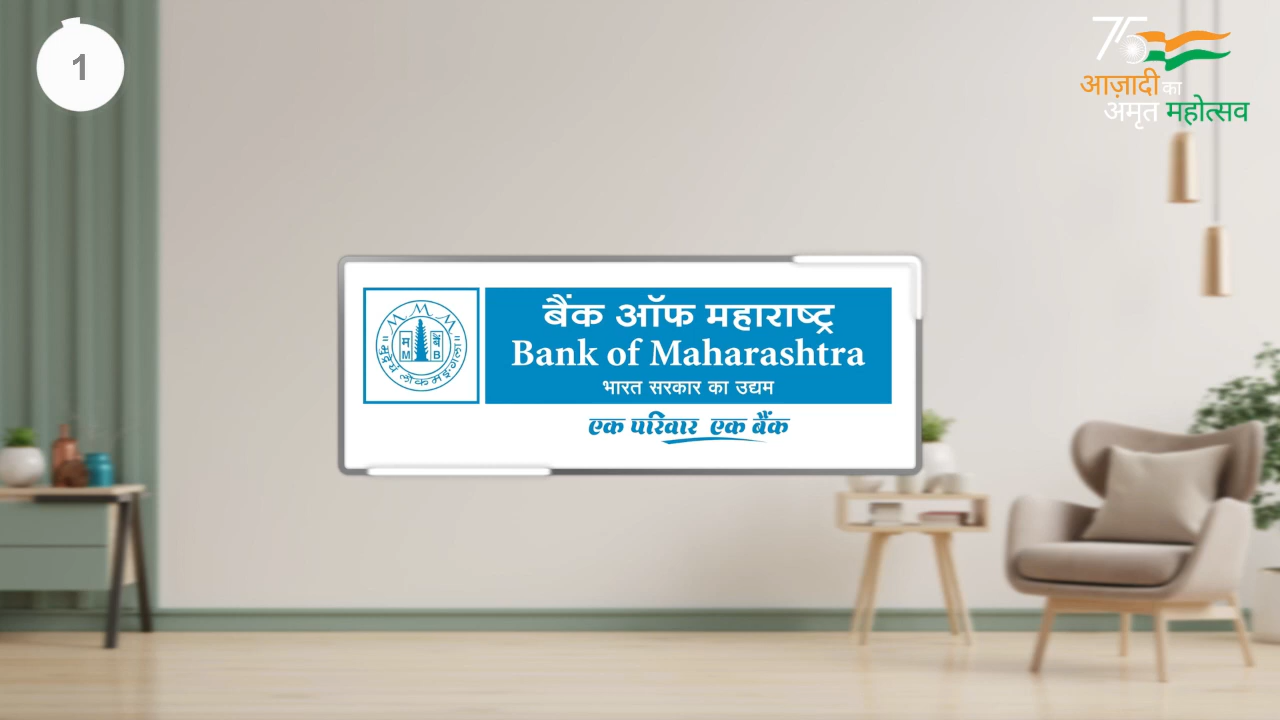 1
75
आज़ादी का
अमृत महोत्सव
बैंक ऑफ महाराष्ट्र
Bank of Maharashtra
भारत सरकार का उद्यम
एक परिवार एक बैंक
M M M M
म बैं
M B